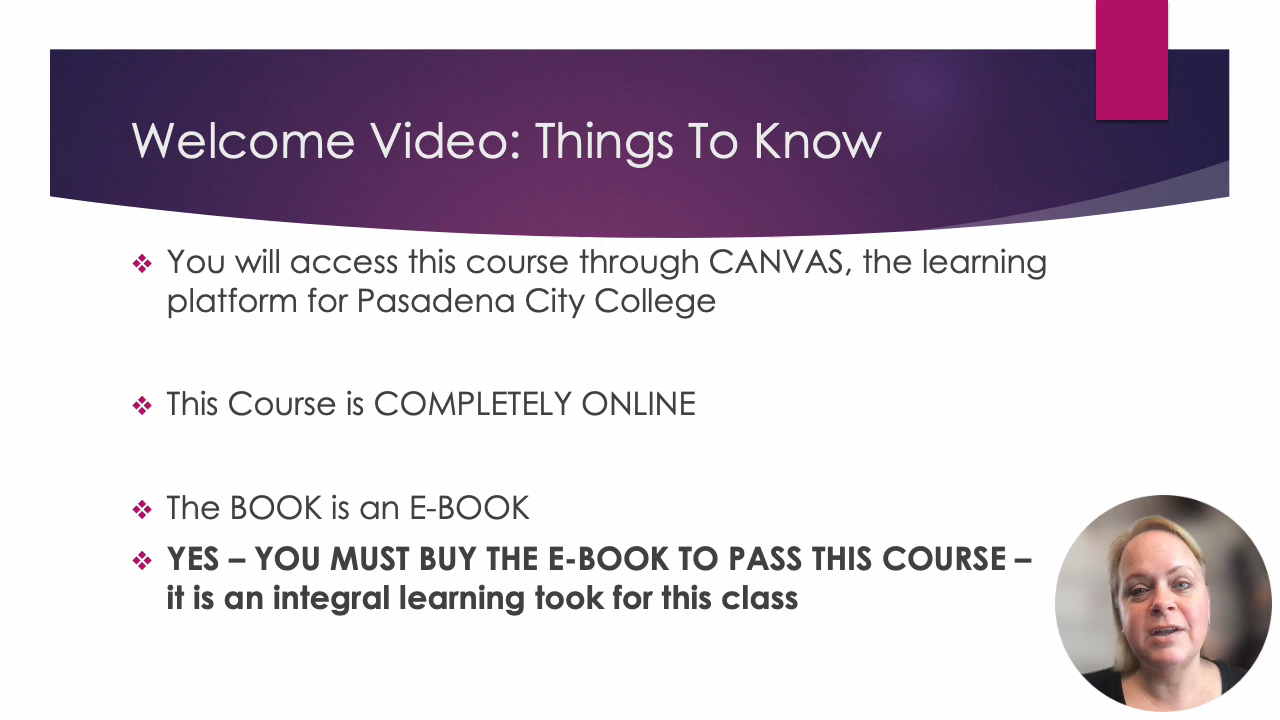 Welcome Video: Things To Know
You will access this course through CANVAS, the learning
platform for Pasadena City College
This Course is COMPLETELY ONLINE
The BOOK is an E-BOOK
YES – YOU MUST BUY THE E-BOOK TO PASS THIS COURSE –
it is an integral learning took for this class